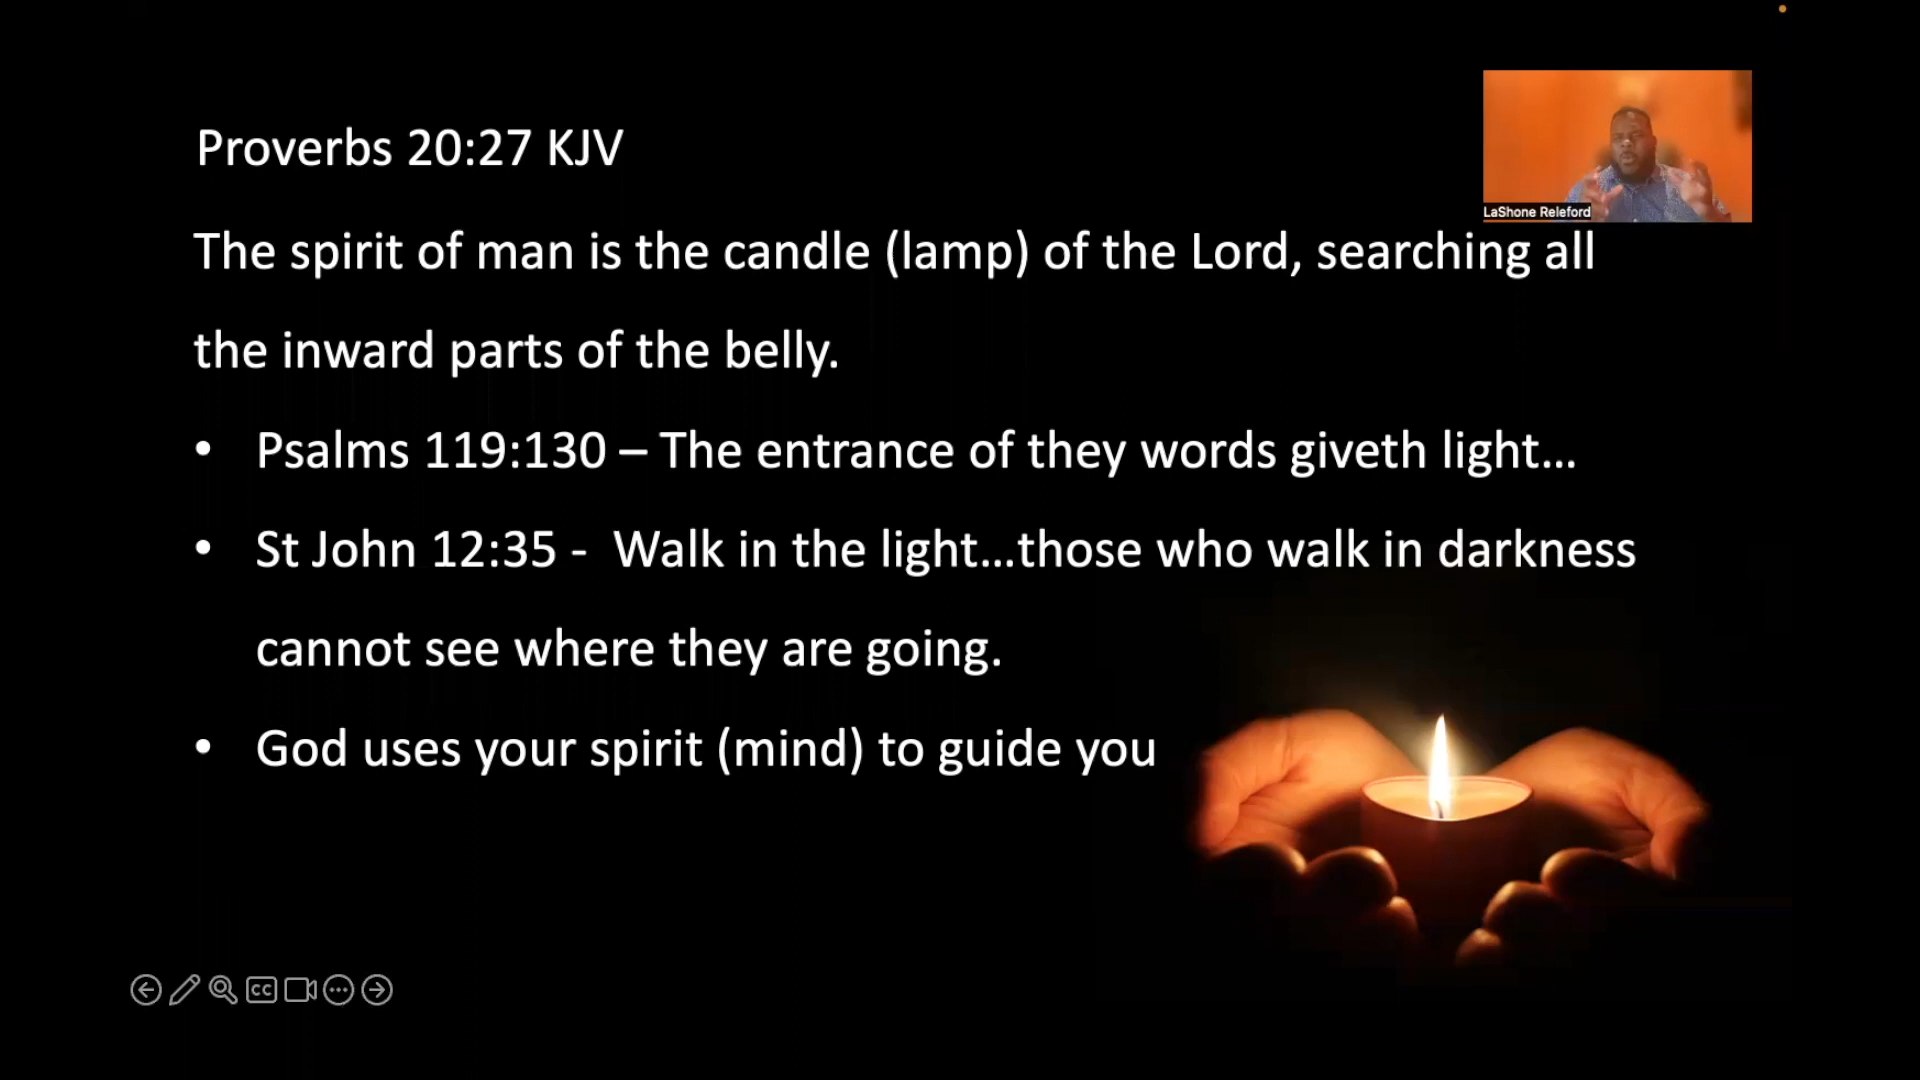 Proverbs 20:27 KJV
LaShone Releford
The spirit of man is the candle (lamp) of the Lord, searching all
the inward parts of the belly.
• Psalms 119:130 – The entrance of they words giveth light...
• St John 12:35 -  Walk in the light...those who walk in darkness
cannot see where they are going.
• God uses your spirit (mind) to guide you
CC